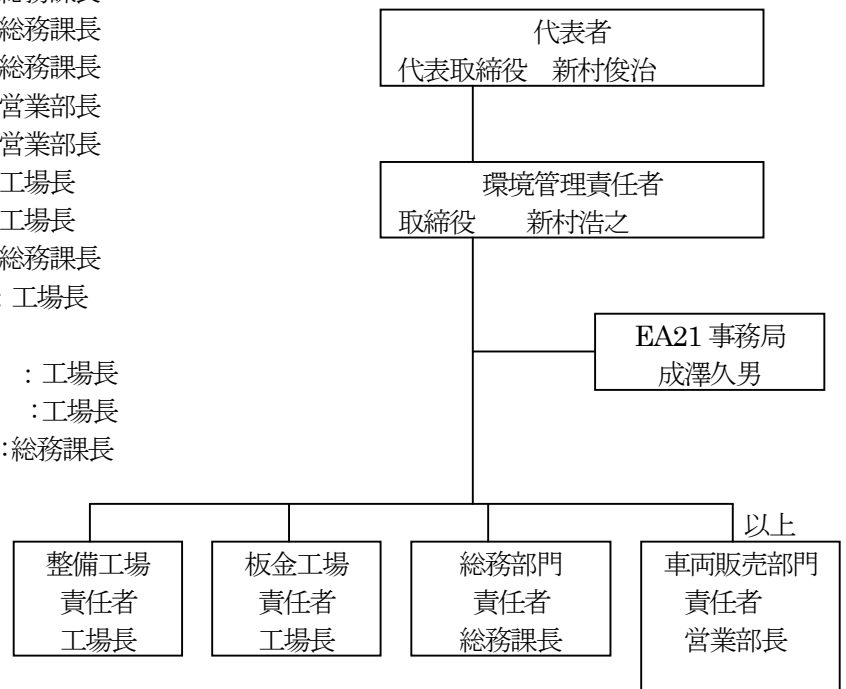 総務課長
総務課長
総務課長
営業部長
営業部長
工場長
工場長
総務課長
: 工場長
: 工場長
:工場長
:総務課長
代表者
代表取締役　新村俊治
環境管理責任者
取締役　　新村浩之
EA21 事務局
成澤久男
以上
整備工場
責任者
工場長
板金工場
責任者
工場長
総務部門
責任者
総務課長
車両販売部門
責任者
営業部長